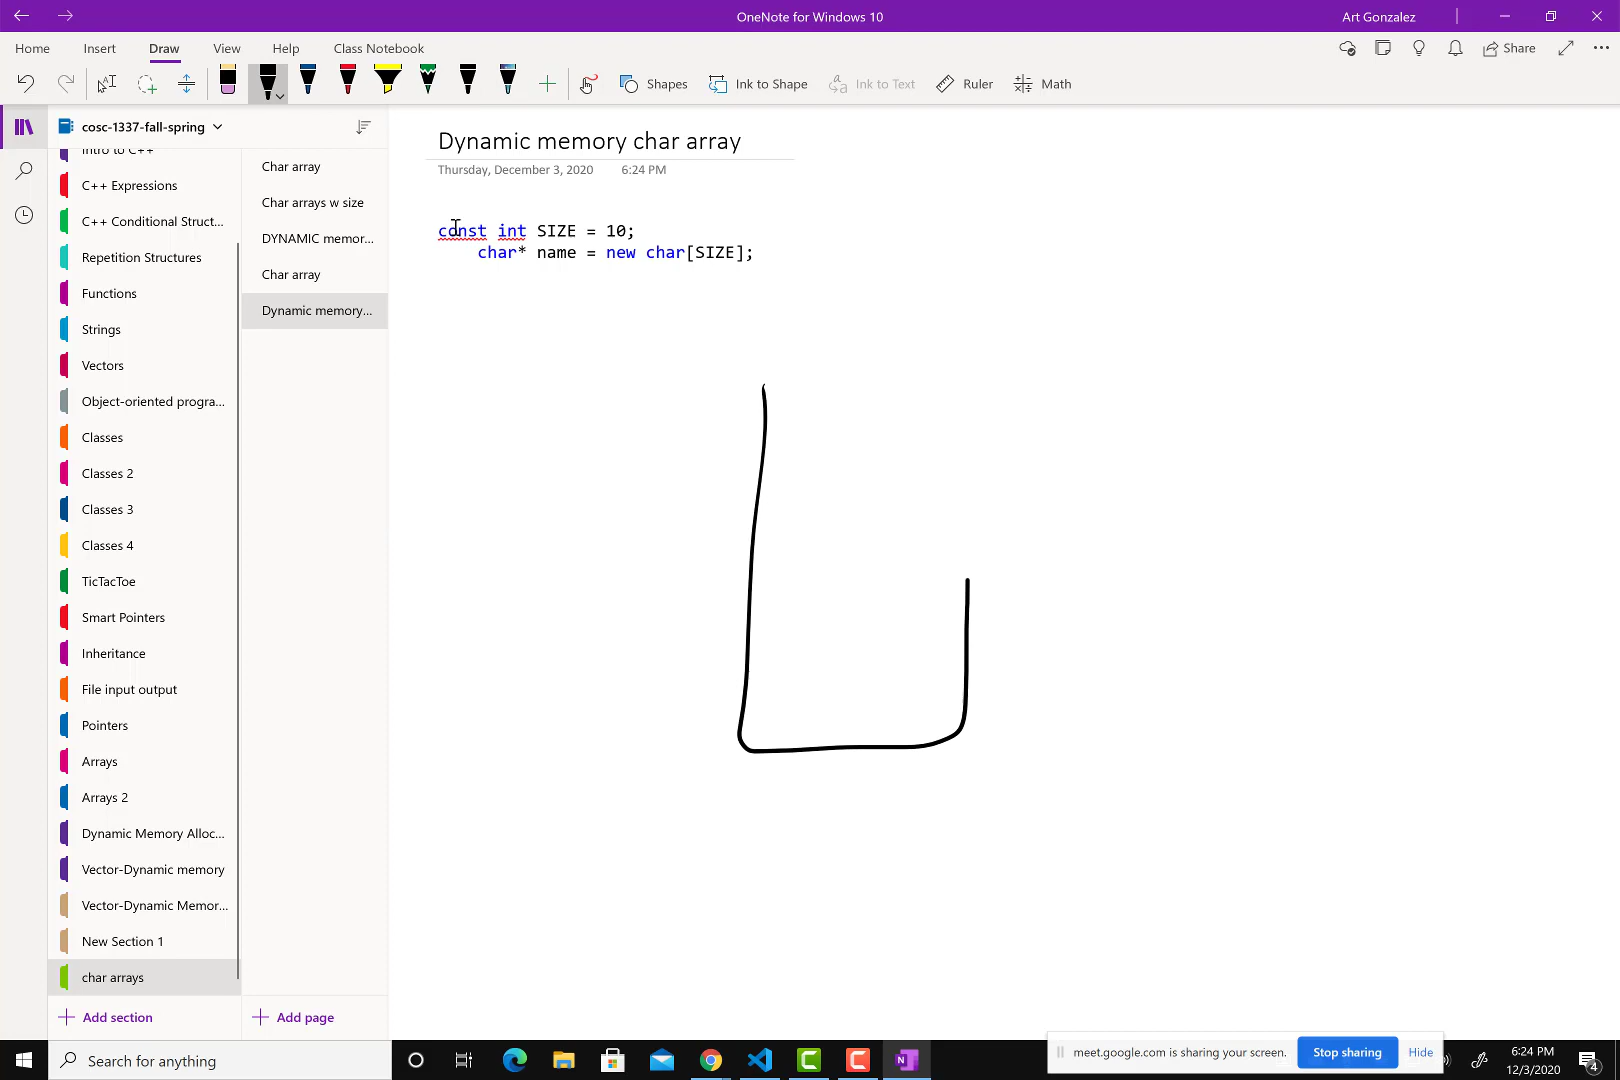 OneNote for Windows 10
Art Gonzalez
Home Insert Draw View Help Class Notebook
Share
Shapes Ink to Shape Ink to Text Ruler Math
cosc-1337-fall-spring
Intro to C++
C++ Expressions
C++ Conditional Struct...
Repetition Structures
Functions
Strings
Vectors
Object-oriented progra...
Classes
Classes 2
Classes 3
Classes 4
TicTacToe
Smart Pointers
Inheritance
File input output
Pointers
Arrays
Arrays 2
Dynamic Memory Alloc...
Vector-Dynamic memory
Vector-Dynamic Memor...
New Section 1
char arrays
Add section
Char array
Char arrays w size
DYNAMIC memor...
Char array
Dynamic memory...
Add page
Dynamic memory char array
Thursday, December 3, 2020 6:24 PM
const int SIZE = 10;
char* name = new char[SIZE];
Search for anything
meet.google.com is sharing your screen. Stop sharing Hide
6:24 PM
12/3/2020
4